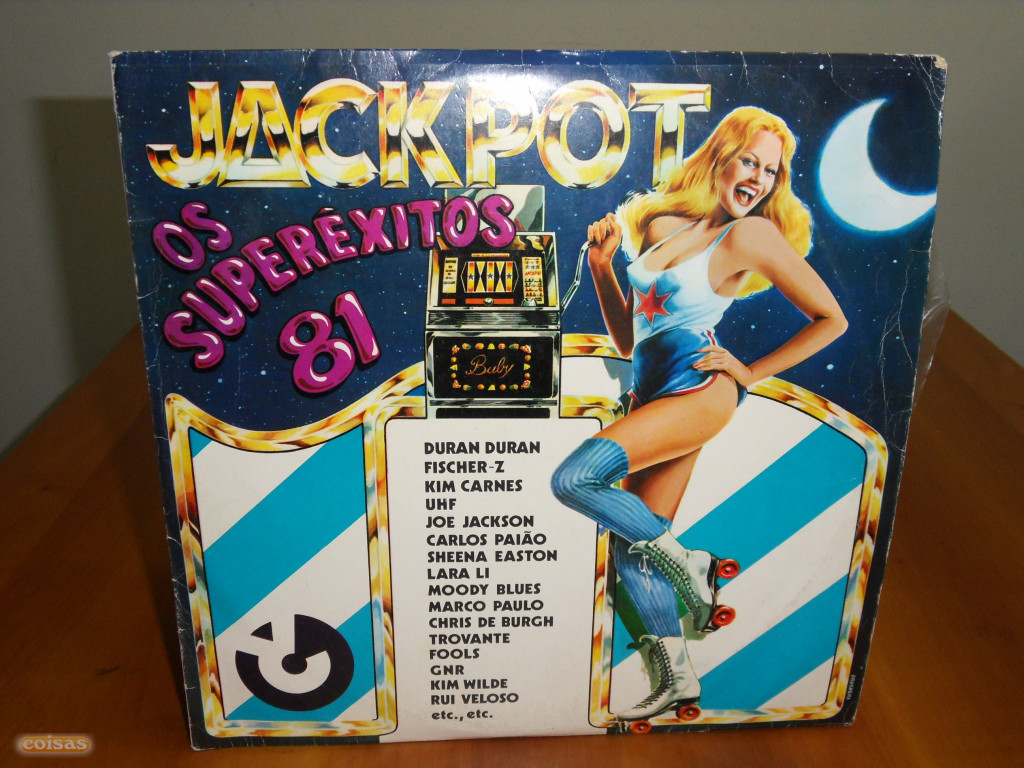 JACKPOT
OS
SUPERÊXITOS
81
Baby
DURAN DURAN
FISCHER-Z
KIM CARNES
UHF
JOE JACKSON
CARLOS PAIÃO
SHEENA EASTON
LARA LI
MOODY BLUES
MARCO PAULO
CHRIS DE BURGH
TROVANTE
FOOLS
GNR
KIM WILDE
RUI VELOSO
etc., etc.
coisas